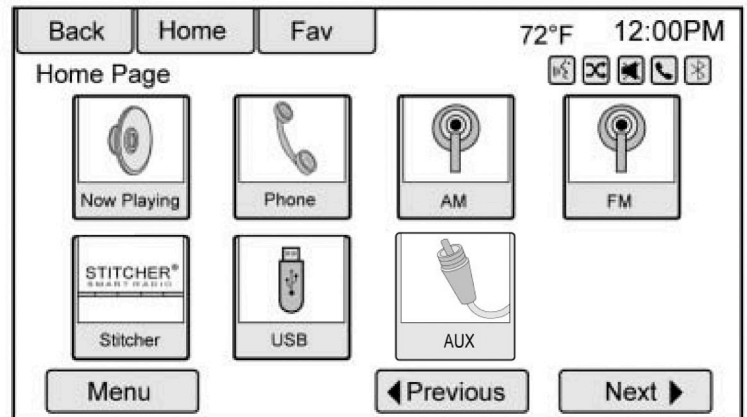 Back Home Fav 72°F 12:00PM
Home Page
Now Playing Phone AM FM
STITCHER®
SMART RADIO
Stitcher USB AUX
Menu Previous Next